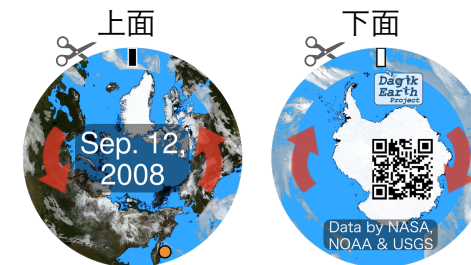 上面
下面
Dagik
Earth
Project
Sep. 12,
2008
Data by NASA,
NOAA & USGS